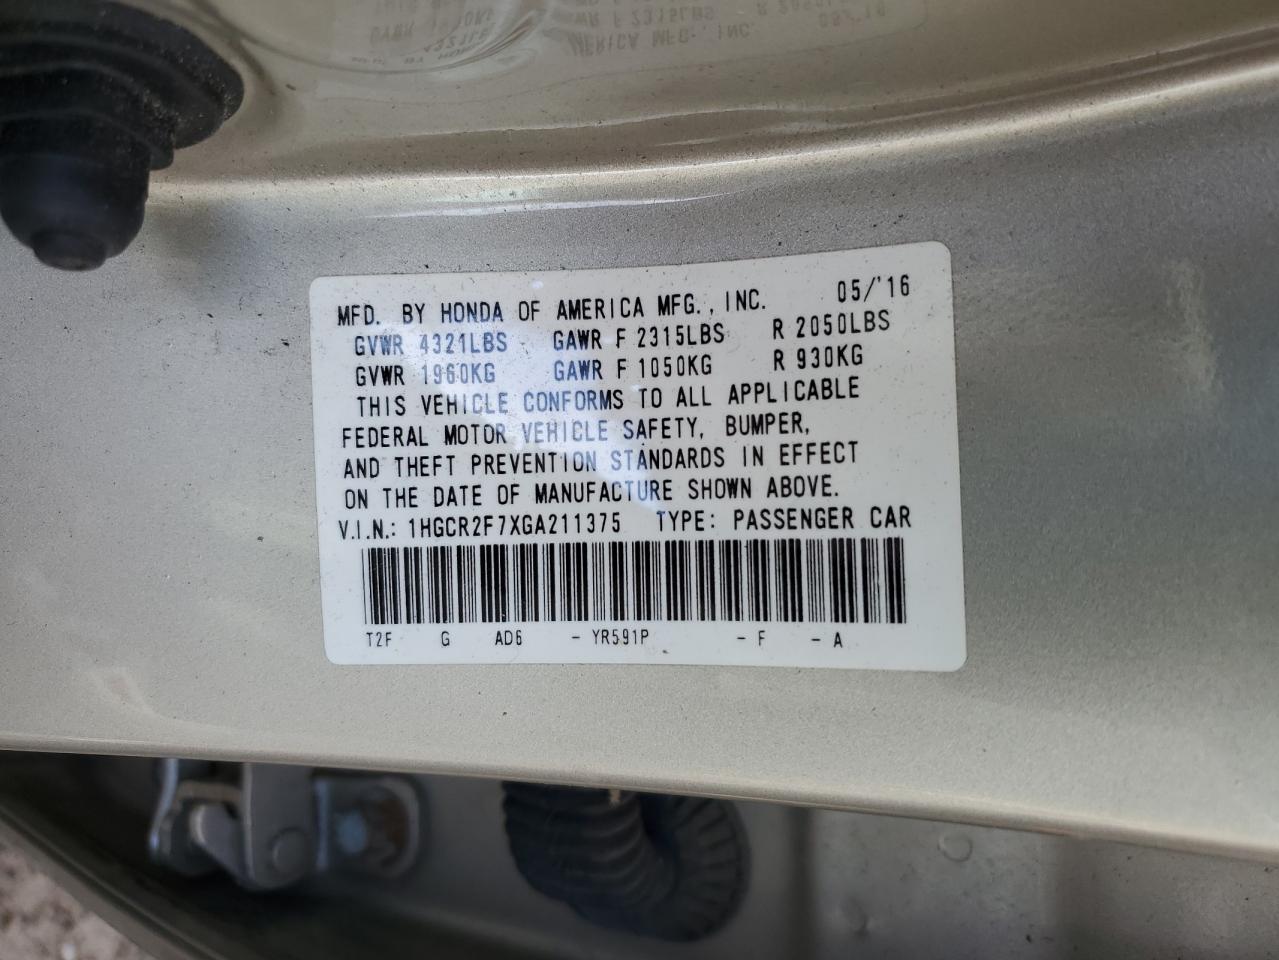 MFD. BY HONDA OF AMERICA MFG., INC. 05/'16
GVWR 4321LBS GAWR F 2315LBS R 2050LBS
GVWR 1960KG GAWR F 1050KG R 930KG
THIS VEHICLE CONFORMS TO ALL APPLICABLE
FEDERAL MOTOR VEHICLE SAFETY, BUMPER,
AND THEFT PREVENTION STANDARDS IN EFFECT
ON THE DATE OF MANUFACTURE SHOWN ABOVE.
V.I.N.: 1HGCR2F7XGA211375 TYPE: PASSENGER CAR
T2F G AD6 - YR591P - F - A